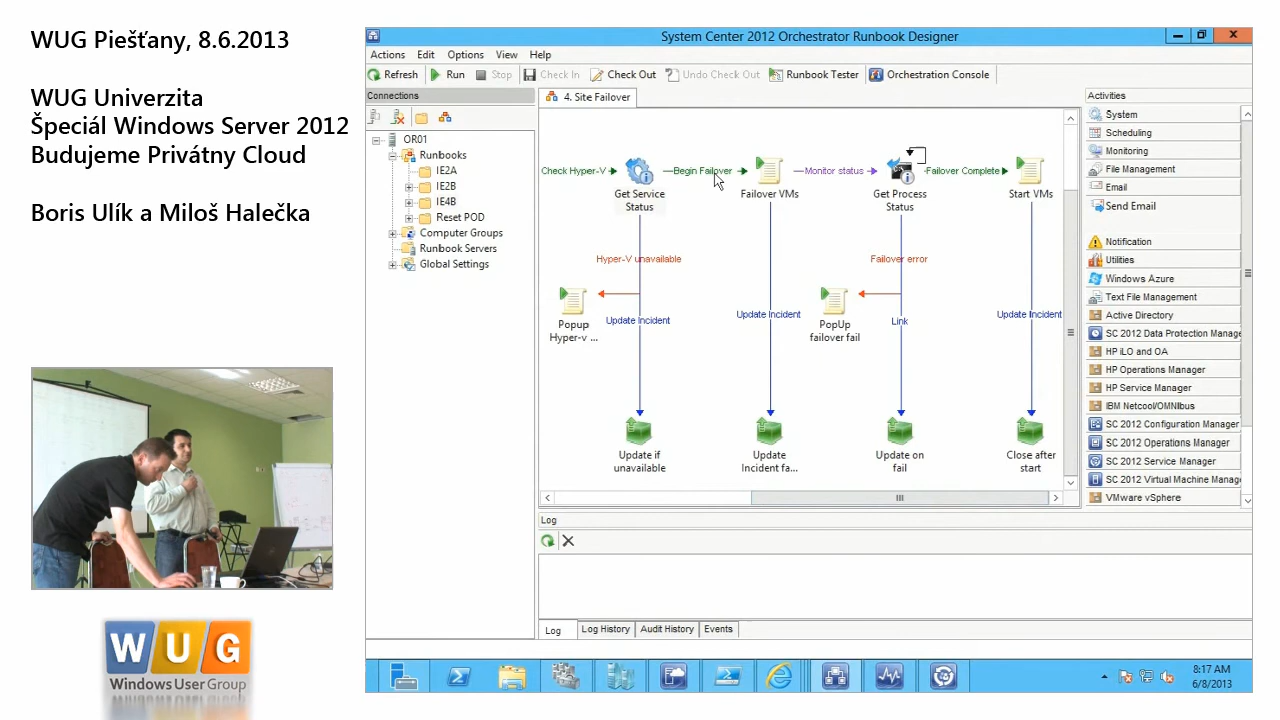 WUG Piešťany, 8.6.2013
WUG Univerzita
Špeciál Windows Server 2012
Budujeme Privátny Cloud
Boris Ulík a Miloš Halečka
WUG
Windows User Group
System Center 2012 Orchestrator Runbook Designer
Actions Edit Options View Help
Refresh Run Stop Check In Check Out Undo Check Out Runbook Tester Orchestration Console
Connections
OR01
Runbooks
IE2A
IE2B
IE4B
Reset POD
Computer Groups
Runbook Servers
Global Settings
4. Site Failover
Check Hyper-V Begin Failover Monitor status Failover Complete
Get Service Status
Failover VMs
Get Process Status
Start VMs
Hyper-V unavailable
Failover error
Popup Hyper-v ...
Update Incident
Update Incident
PopUp failover fail
Link
Update Incident
Update if unavailable
Update Incident fa...
Update on fail
Close after start
Activities
System
Scheduling
Monitoring
File Management
Email
Send Email
Notification
Utilities
Windows Azure
Text File Management
Active Directory
SC 2012 Data Protection Manage
HP iLO and OA
HP Operations Manager
HP Service Manager
IBM Netcool/OMNIbus
SC 2012 Configuration Manager
SC 2012 Operations Manager
SC 2012 Service Manager
SC 2012 Virtual Machine Manag
VMware vSphere
Log
Log Log History Audit History Events
8:17 AM
6/8/2013